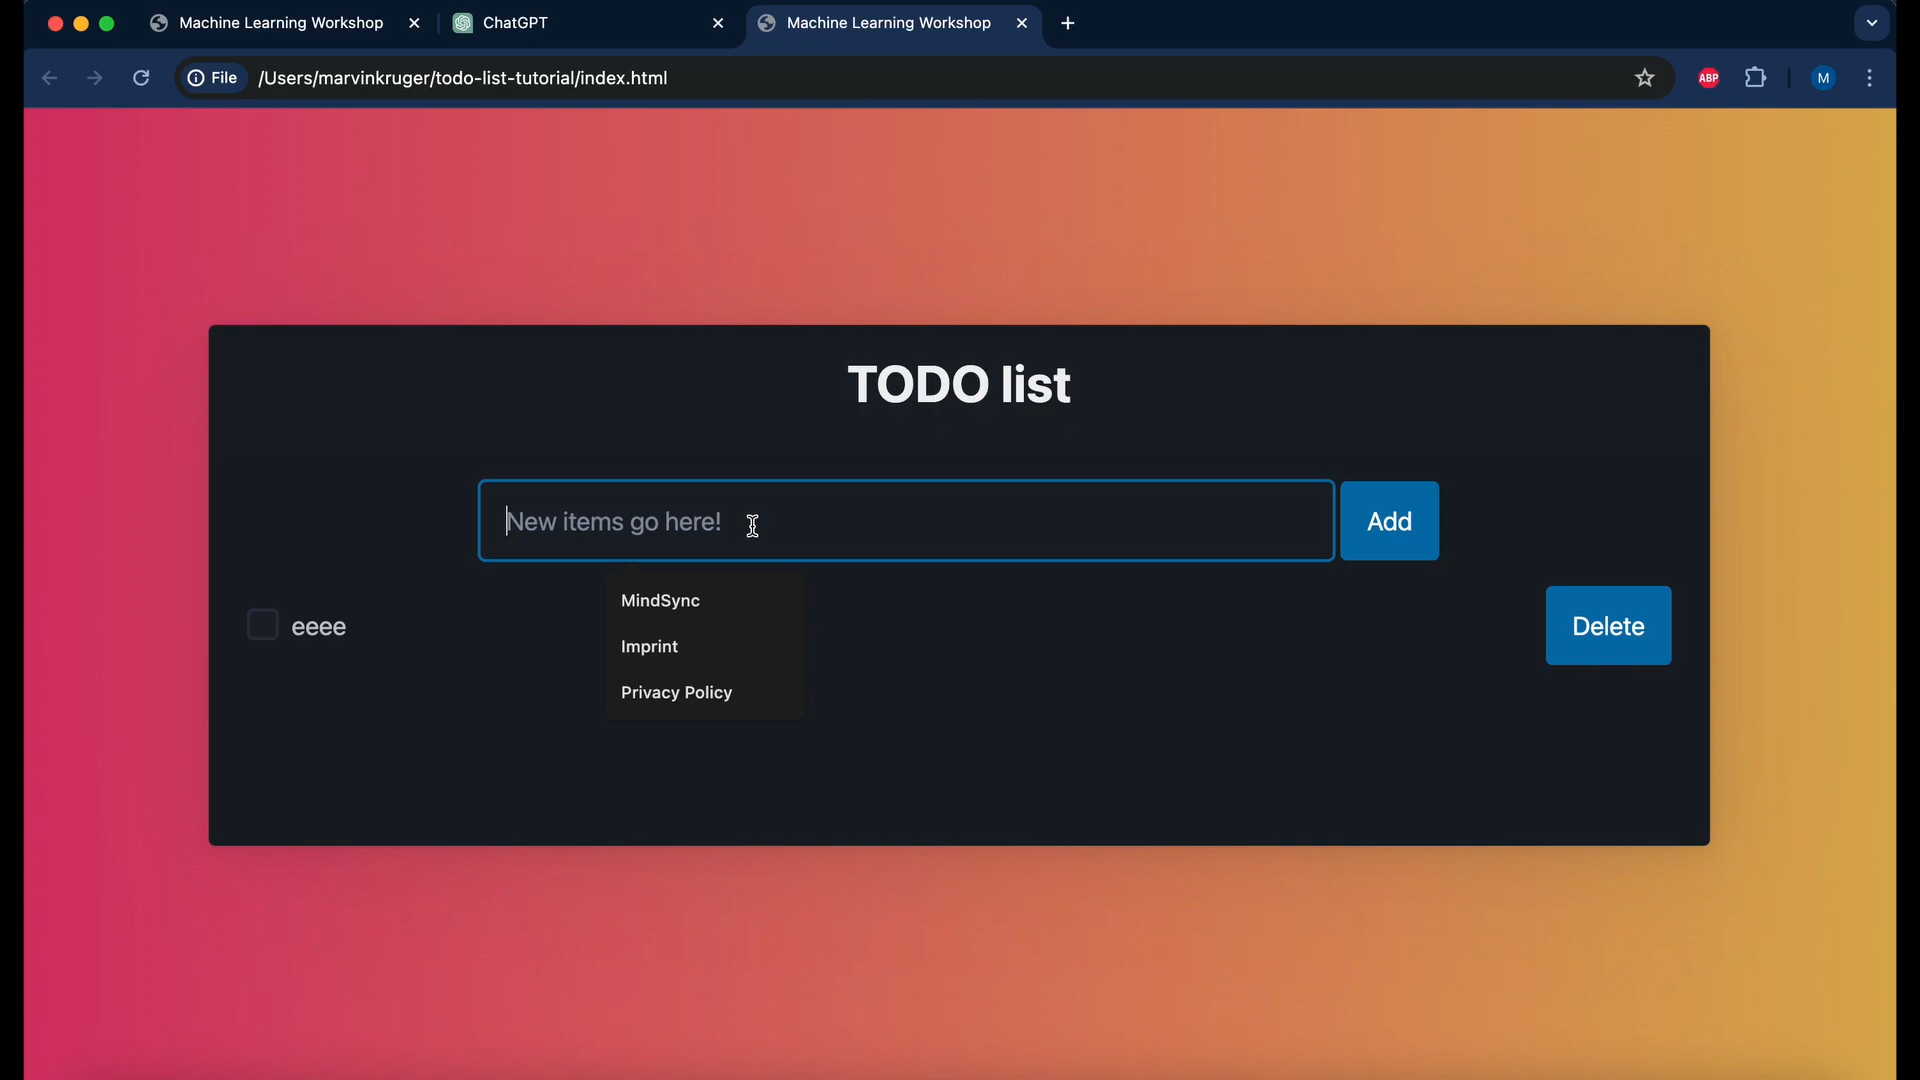 Machine Learning Workshop
ChatGPT
Machine Learning Workshop
File
/Users/marvinkruger/todo-list-tutorial/index.html
ABP
M
TODO list
New items go here!
Add
MindSync
Imprint
Privacy Policy
eeee
Delete